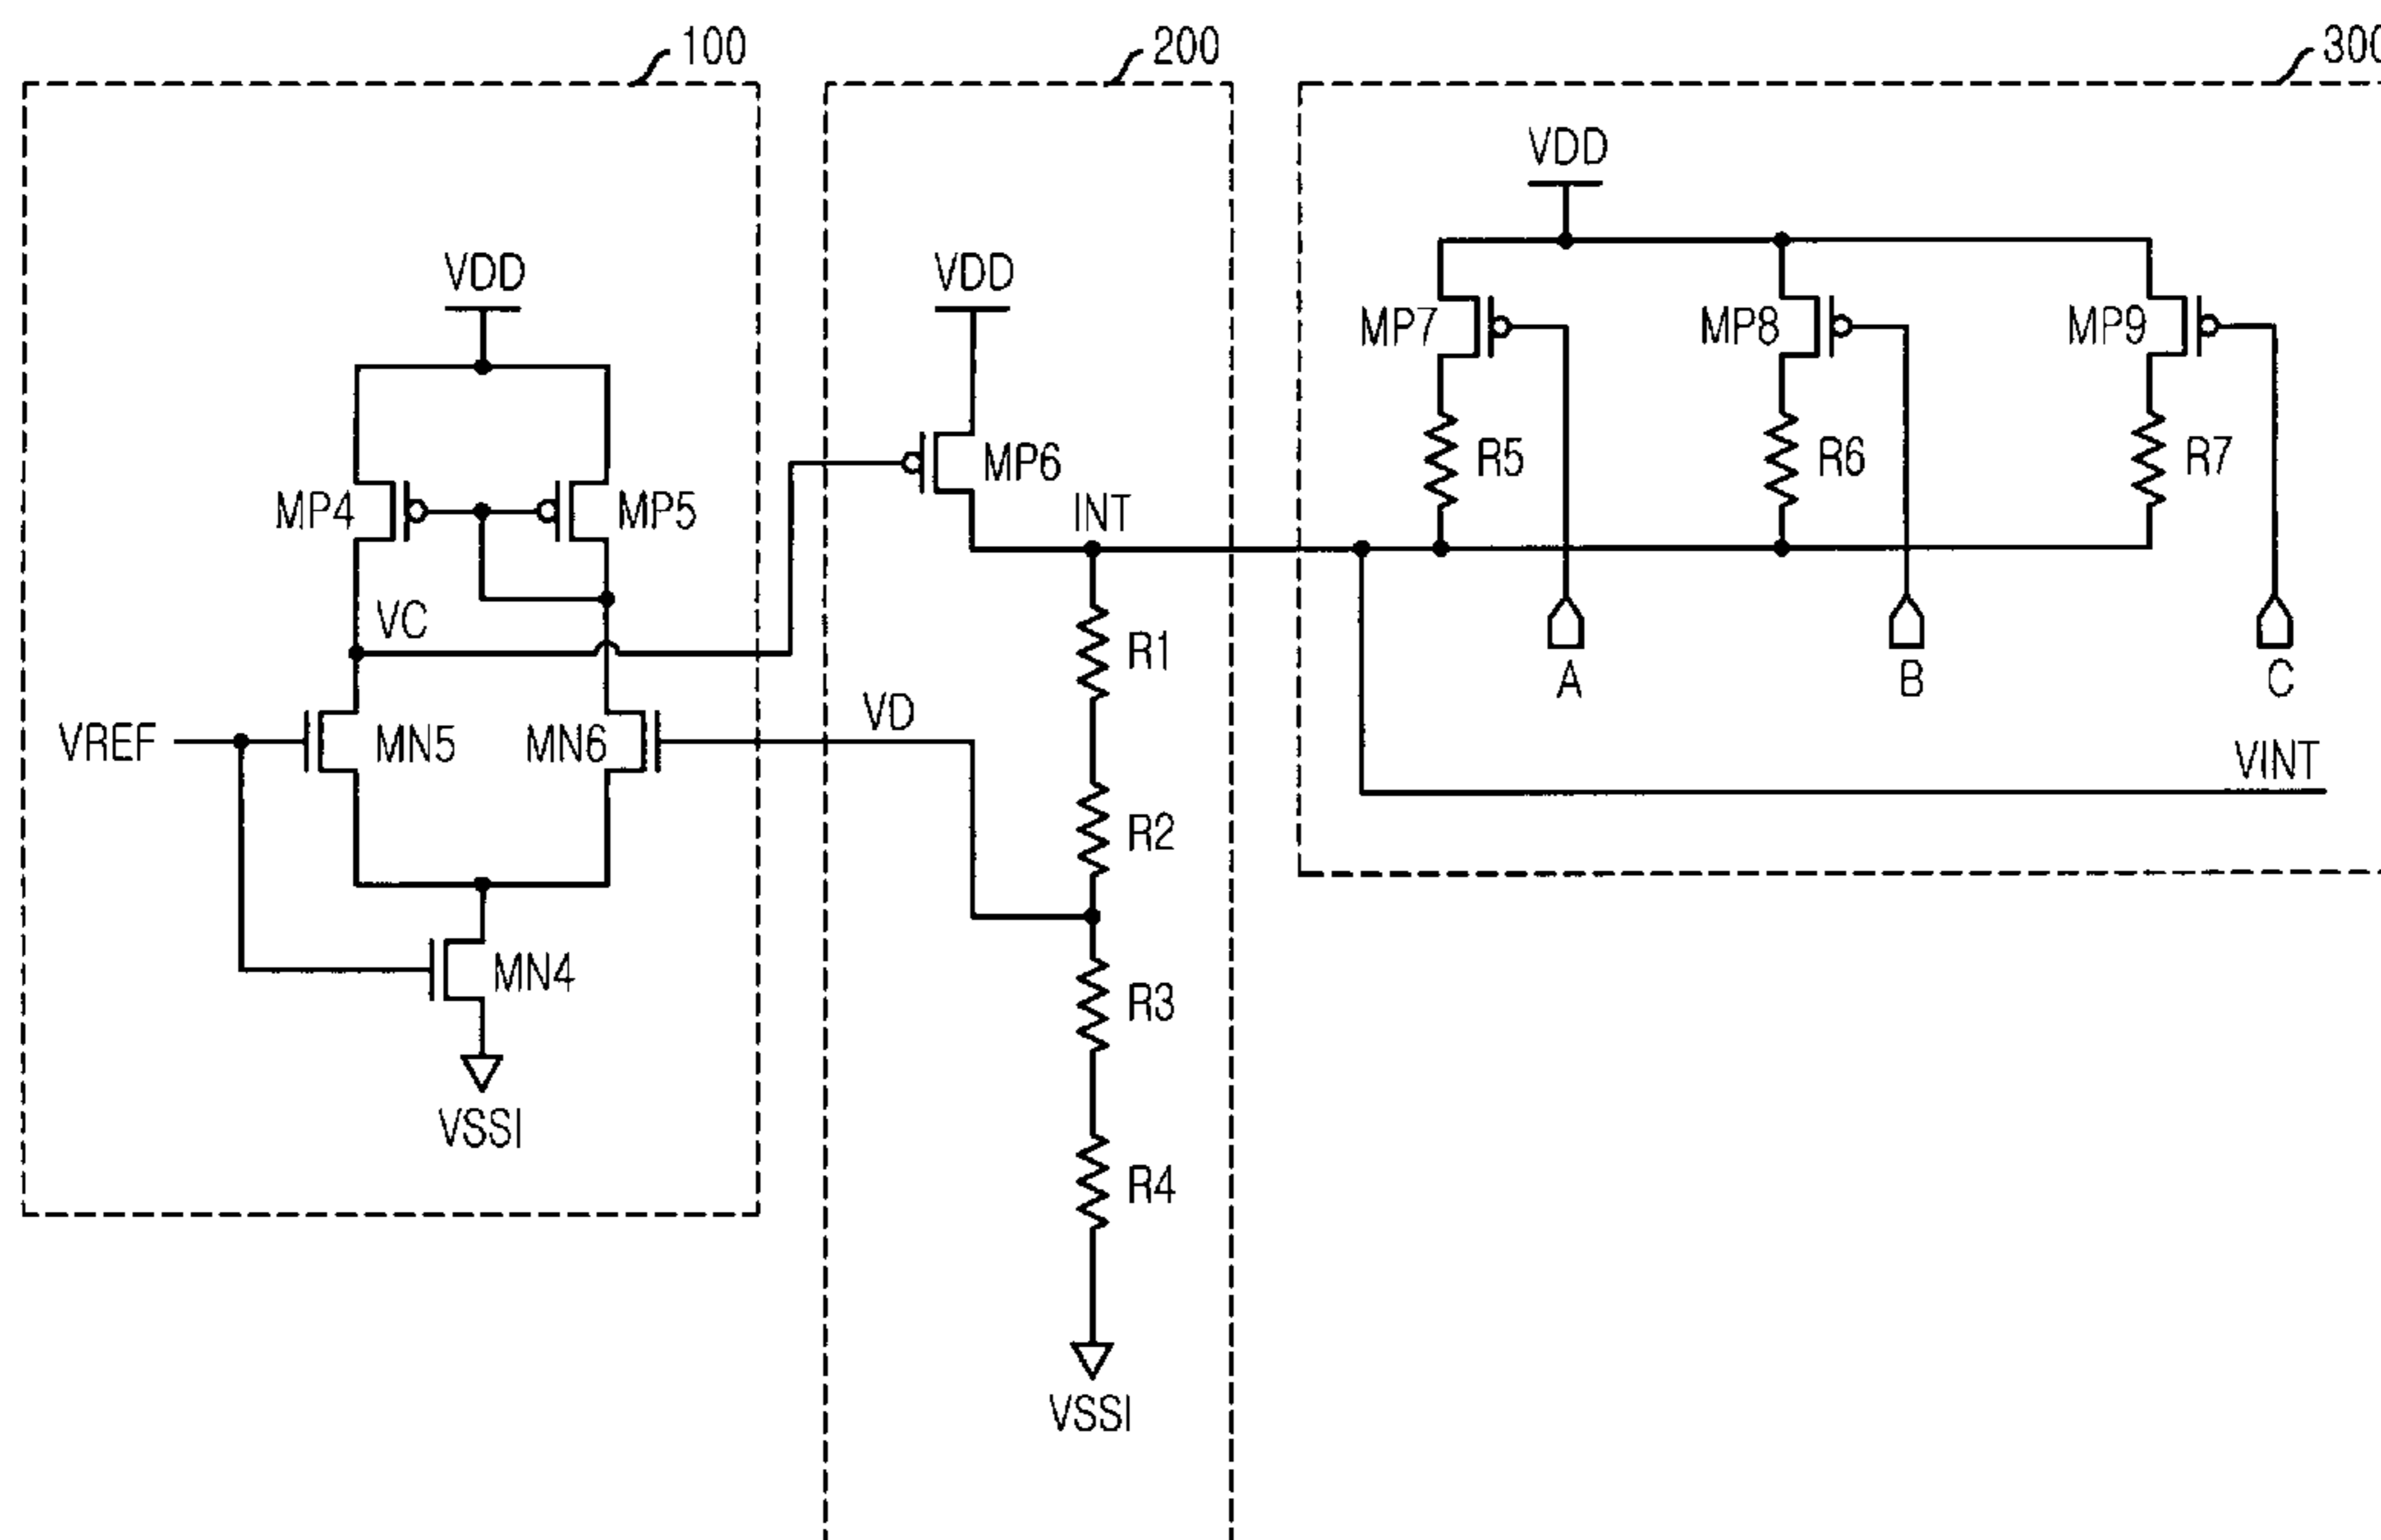 100
200
300
VDD
VDD
VDD
MP4
MP5
MP6
MP7
MP8
MP9
R5
R6
R7
INT
VC
R1
A
B
C
VREF
MN5
MN6
VD
VINT
R2
MN4
R3
VSSI
R4
VSSI